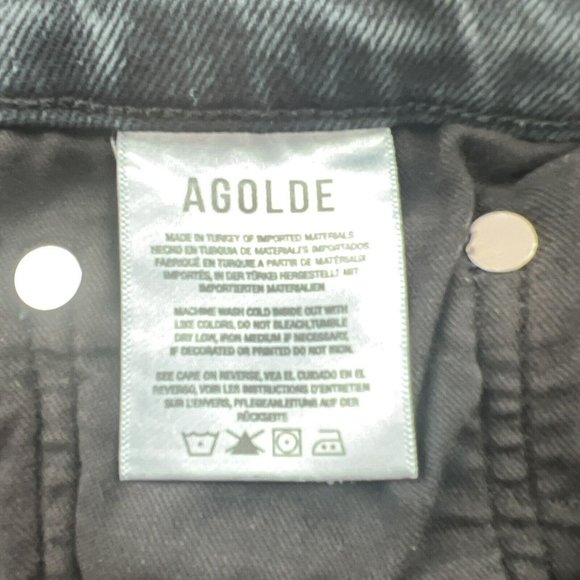 AGOLDE
MADE IN TURKEY OF IMPORTED MATERIALS
HECHO EN TURQUIA DE MATERIALES IMPORTADOS
FABRIQUÉ EN TURQUIE A PARTIR DE MATÉRIAUX
IMPORTÉS, IN DER TÜRKEI HERGESTELLT MIT
IMPORTIERTEN MATERIALIEN
MACHINE WASH COLD INSIDE OUT WITH
LIKE COLORS, DO NOT BLEACH,TUMBLE
DRY LOW, IRON MEDIUM IF NECESSARY,
IF DECORATED OR PRINTED DO NOT IRON.
SEE CARE ON REVERSE, VEA EL CUIDADO EN EL
REVERSO, VOIR LES INSTRUCTIONS D'ENTRETIEN
SUR L'ENVERS, PFLEGEANLEITUNG AUF DER
RÜCKSEITE